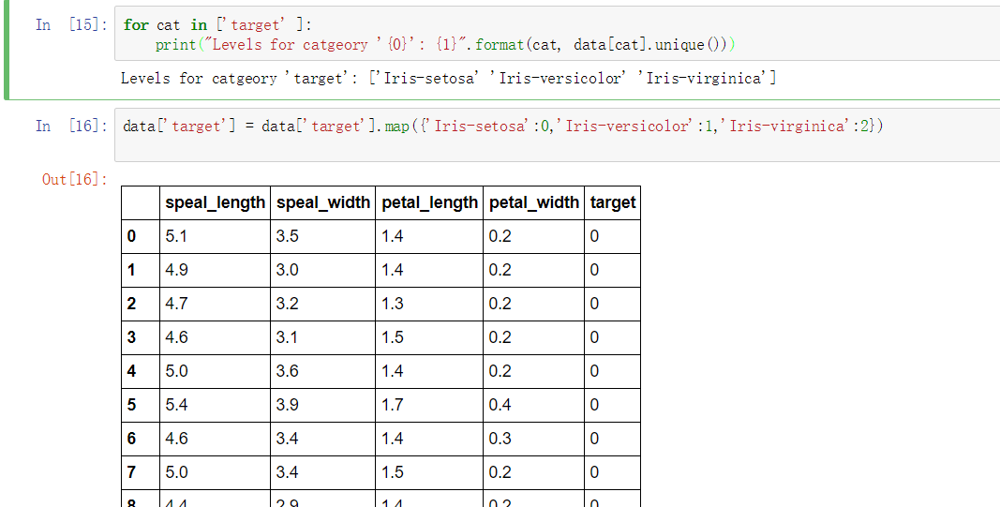 In [15]: for cat in ['target' ]:
print("Levels for catgeory '{0}': {1}".format(cat, data[cat].unique()))
Levels for catgeory 'target': ['Iris-setosa' 'Iris-versicolor' 'Iris-virginica']
In [16]: data['target'] = data['target'].map({'Iris-setosa':0,'Iris-versicolor':1,'Iris-virginica':2})
Out[16]:
speal_length speal_width petal_length petal_width target
0 5.1 3.5 1.4 0.2 0
1 4.9 3.0 1.4 0.2 0
2 4.7 3.2 1.3 0.2 0
3 4.6 3.1 1.5 0.2 0
4 5.0 3.6 1.4 0.2 0
5 5.4 3.9 1.7 0.4 0
6 4.6 3.4 1.4 0.3 0
7 5.0 3.4 1.5 0.2 0
8 4.4 2.9 1.4 0.2 0